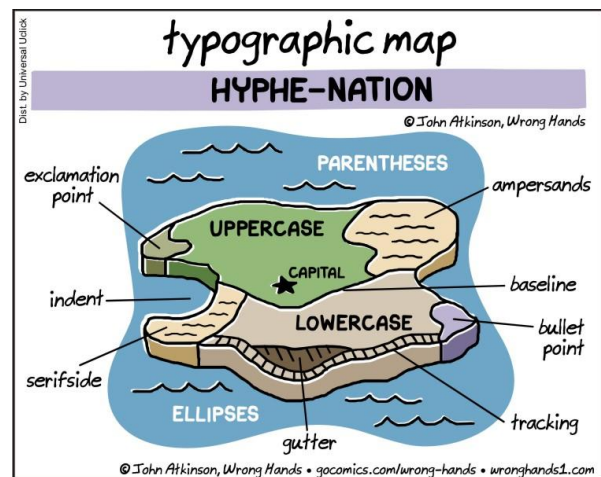 typographic map
HYPHE-NATION
Dist. by Universal Uclick
© John Atkinson, Wrong Hands
PARENTHESES
exclamation
point
ampersands
UPPERCASE
CAPITAL
indent
baseline
LOWERCASE
bullet
point
serifside
ELLIPSES
tracking
gutter
© John Atkinson, Wrong Hands • gocomics.com/wrong-hands • wronghands1.com